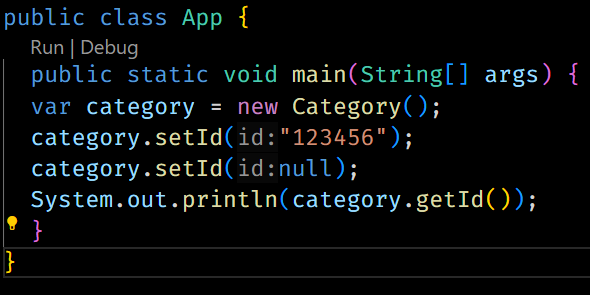 public class App {
Run | Debug
public static void main(String[] args) {
var category = new Category();
category.setId(id:"123456");
category.setId(id:null);
System.out.println(category.getId());
}
}